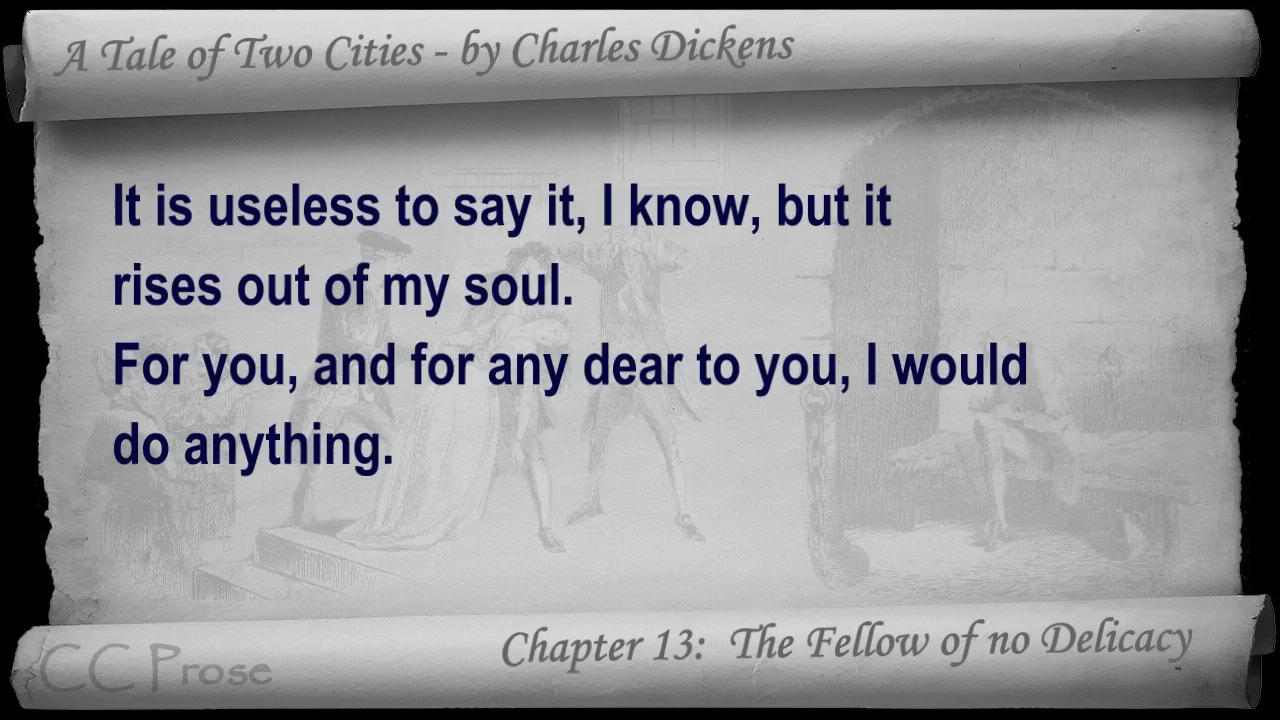 A Tale of Two Cities - by Charles Dickens
It is useless to say it, I know, but it
rises out of my soul.
For you, and for any dear to you, I would
do anything.
Chapter 13: The Fellow of no Delicacy
CC Prose